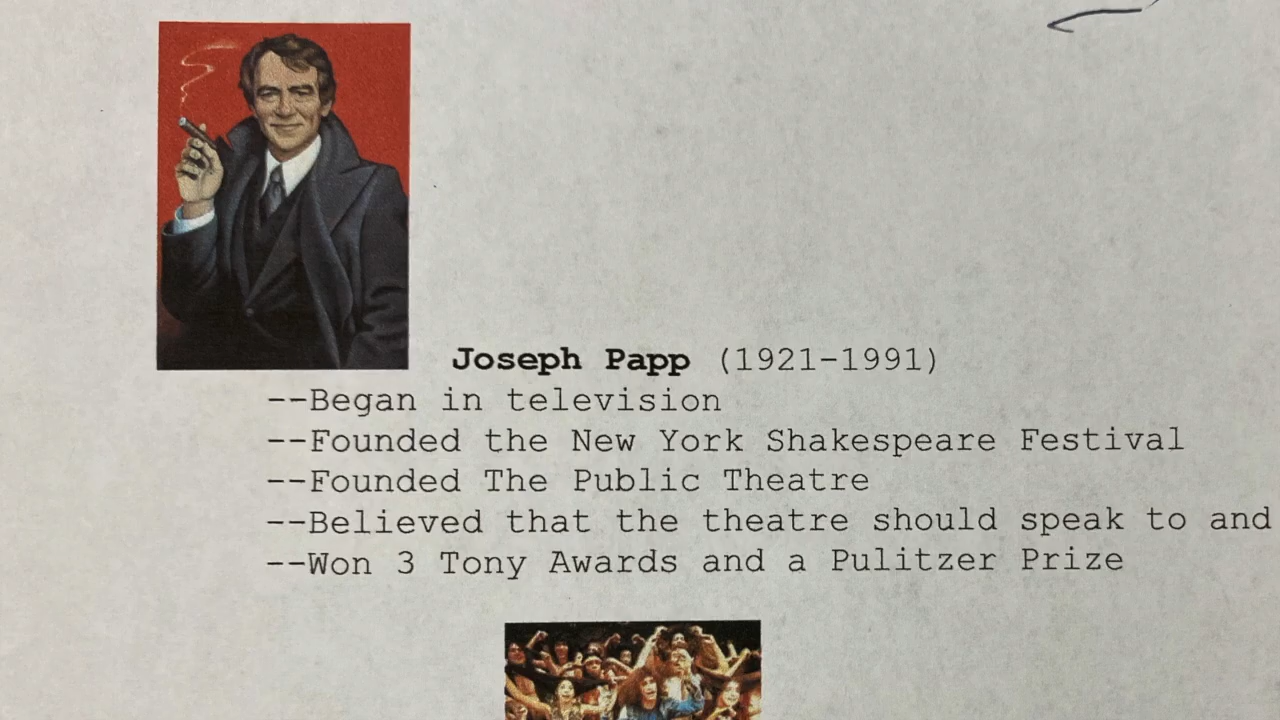 Joseph Papp (1921-1991)
--Began in television
--Founded the New York Shakespeare Festival
--Founded The Public Theatre
--Believed that the theatre should speak to and
--Won 3 Tony Awards and a Pulitzer Prize